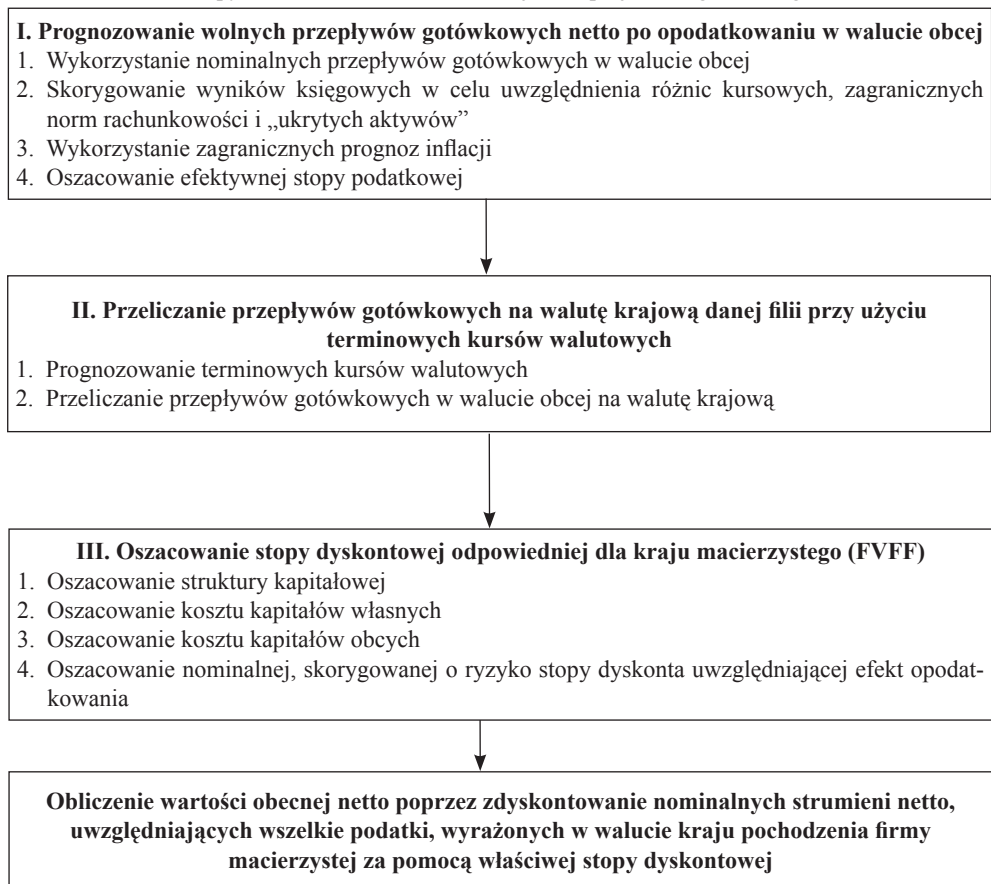 I. Prognozowanie wolnych przepływów gotówkowych netto po opodatkowaniu w walucie obcej
1. Wykorzystanie nominalnych przepływów gotówkowych w walucie obcej
2. Skorygowanie wyników księgowych w celu uwzględnienia różnic kursowych, zagranicznych
norm rachunkowości i „ukrytych aktywów”
3. Wykorzystanie zagranicznych prognoz inflacji
4. Oszacowanie efektywnej stopy podatkowej
II. Przeliczanie przepływów gotówkowych na walutę krajową danej filii przy użyciu
terminowych kursów walutowych
1. Prognozowanie terminowych kursów walutowych
2. Przeliczanie przepływów gotówkowych w walucie obcej na walutę krajową
III. Oszacowanie stopy dyskontowej odpowiedniej dla kraju macierzystego (FVFF)
1. Oszacowanie struktury kapitałowej
2. Oszacowanie kosztu kapitałów własnych
3. Oszacowanie kosztu kapitałów obcych
4. Oszacowanie nominalnej, skorygowanej o ryzyko stopy dyskonta uwzględniającej efekt opodat-
kowania
Obliczenie wartości obecnej netto poprzez zdyskontowanie nominalnych strumieni netto,
uwzględniających wszelkie podatki, wyrażonych w walucie kraju pochodzenia firmy
macierzystej za pomocą właściwej stopy dyskontowej